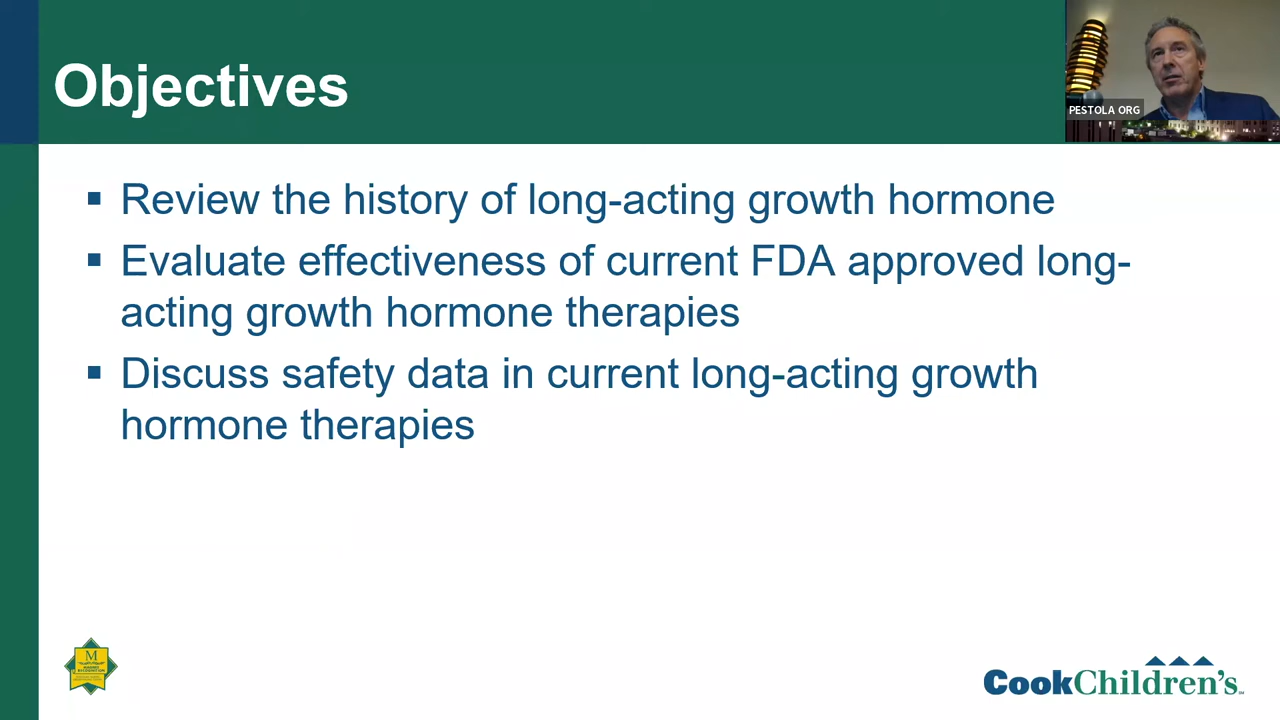 Objectives
PESTOLA ORG
▪ Review the history of long-acting growth hormone
▪ Evaluate effectiveness of current FDA approved long-
acting growth hormone therapies
▪ Discuss safety data in current long-acting growth
hormone therapies
M
CookChildren's